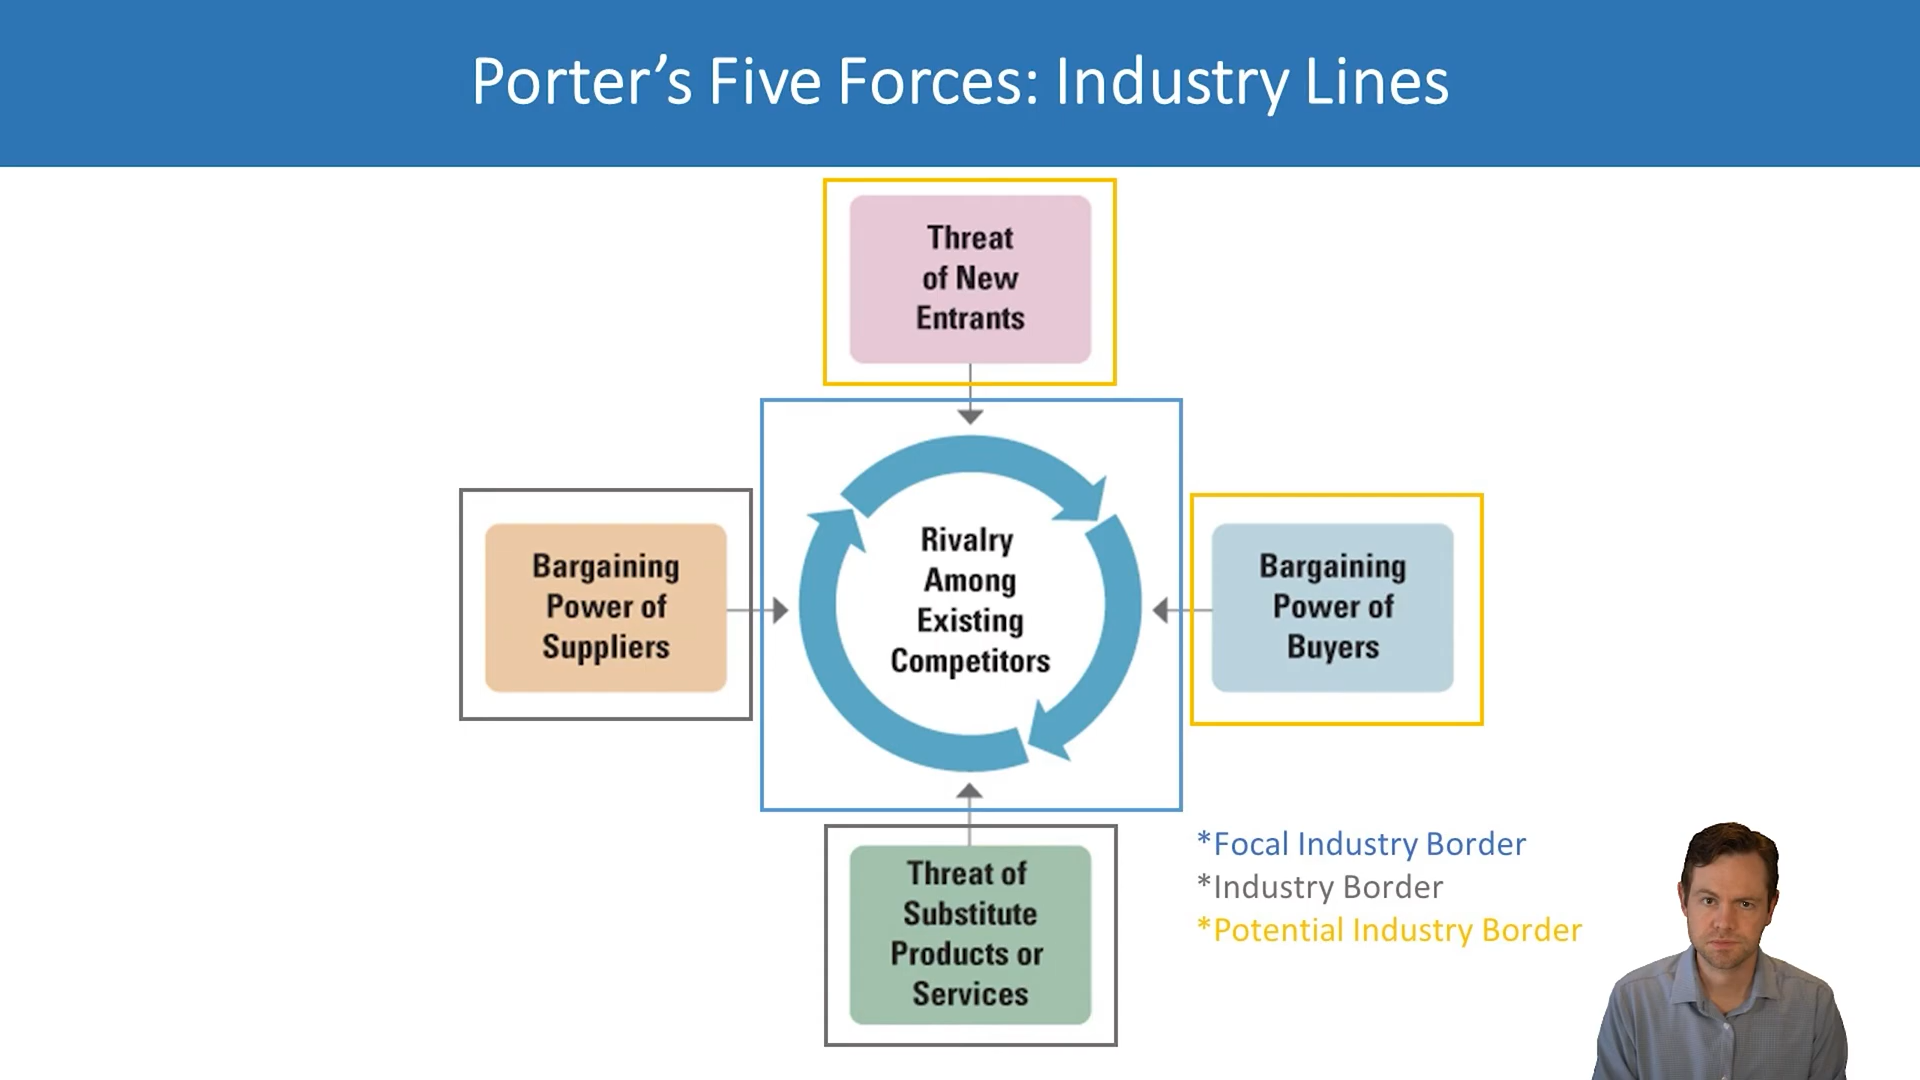 Porter’s Five Forces: Industry Lines
Threat
of New
Entrants
Bargaining
Power of
Suppliers
Rivalry
Among
Existing
Competitors
Bargaining
Power of
Buyers
Threat of
Substitute
Products or
Services
*Focal Industry Border
*Industry Border
*Potential Industry Border